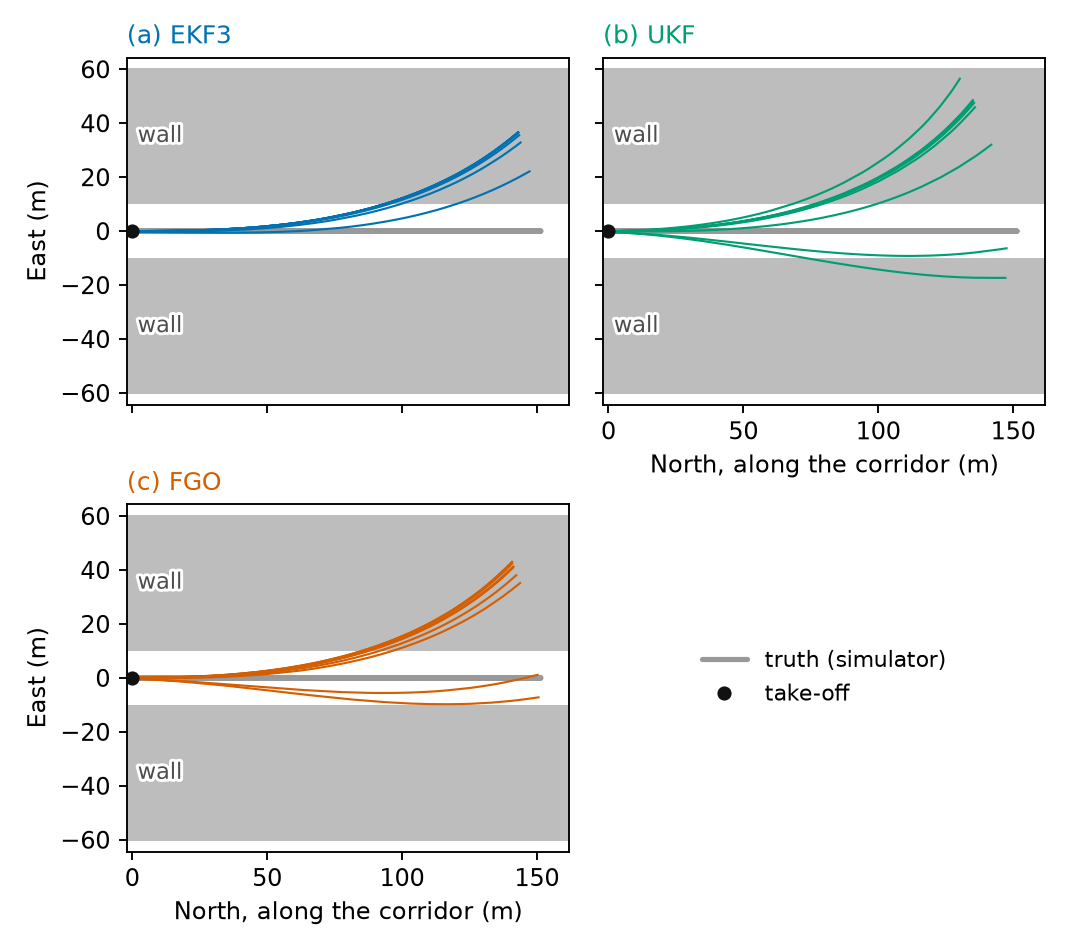 (a) EKF3
(b) UKF
60
40
20
0
−20
−40
−60
East (m)
wall
wall
wall
wall
0 50 100 150
North, along the corridor (m)
(c) FGO
60
40
20
0
−20
−40
−60
East (m)
wall
wall
0 50 100 150
North, along the corridor (m)
truth (simulator)
take-off